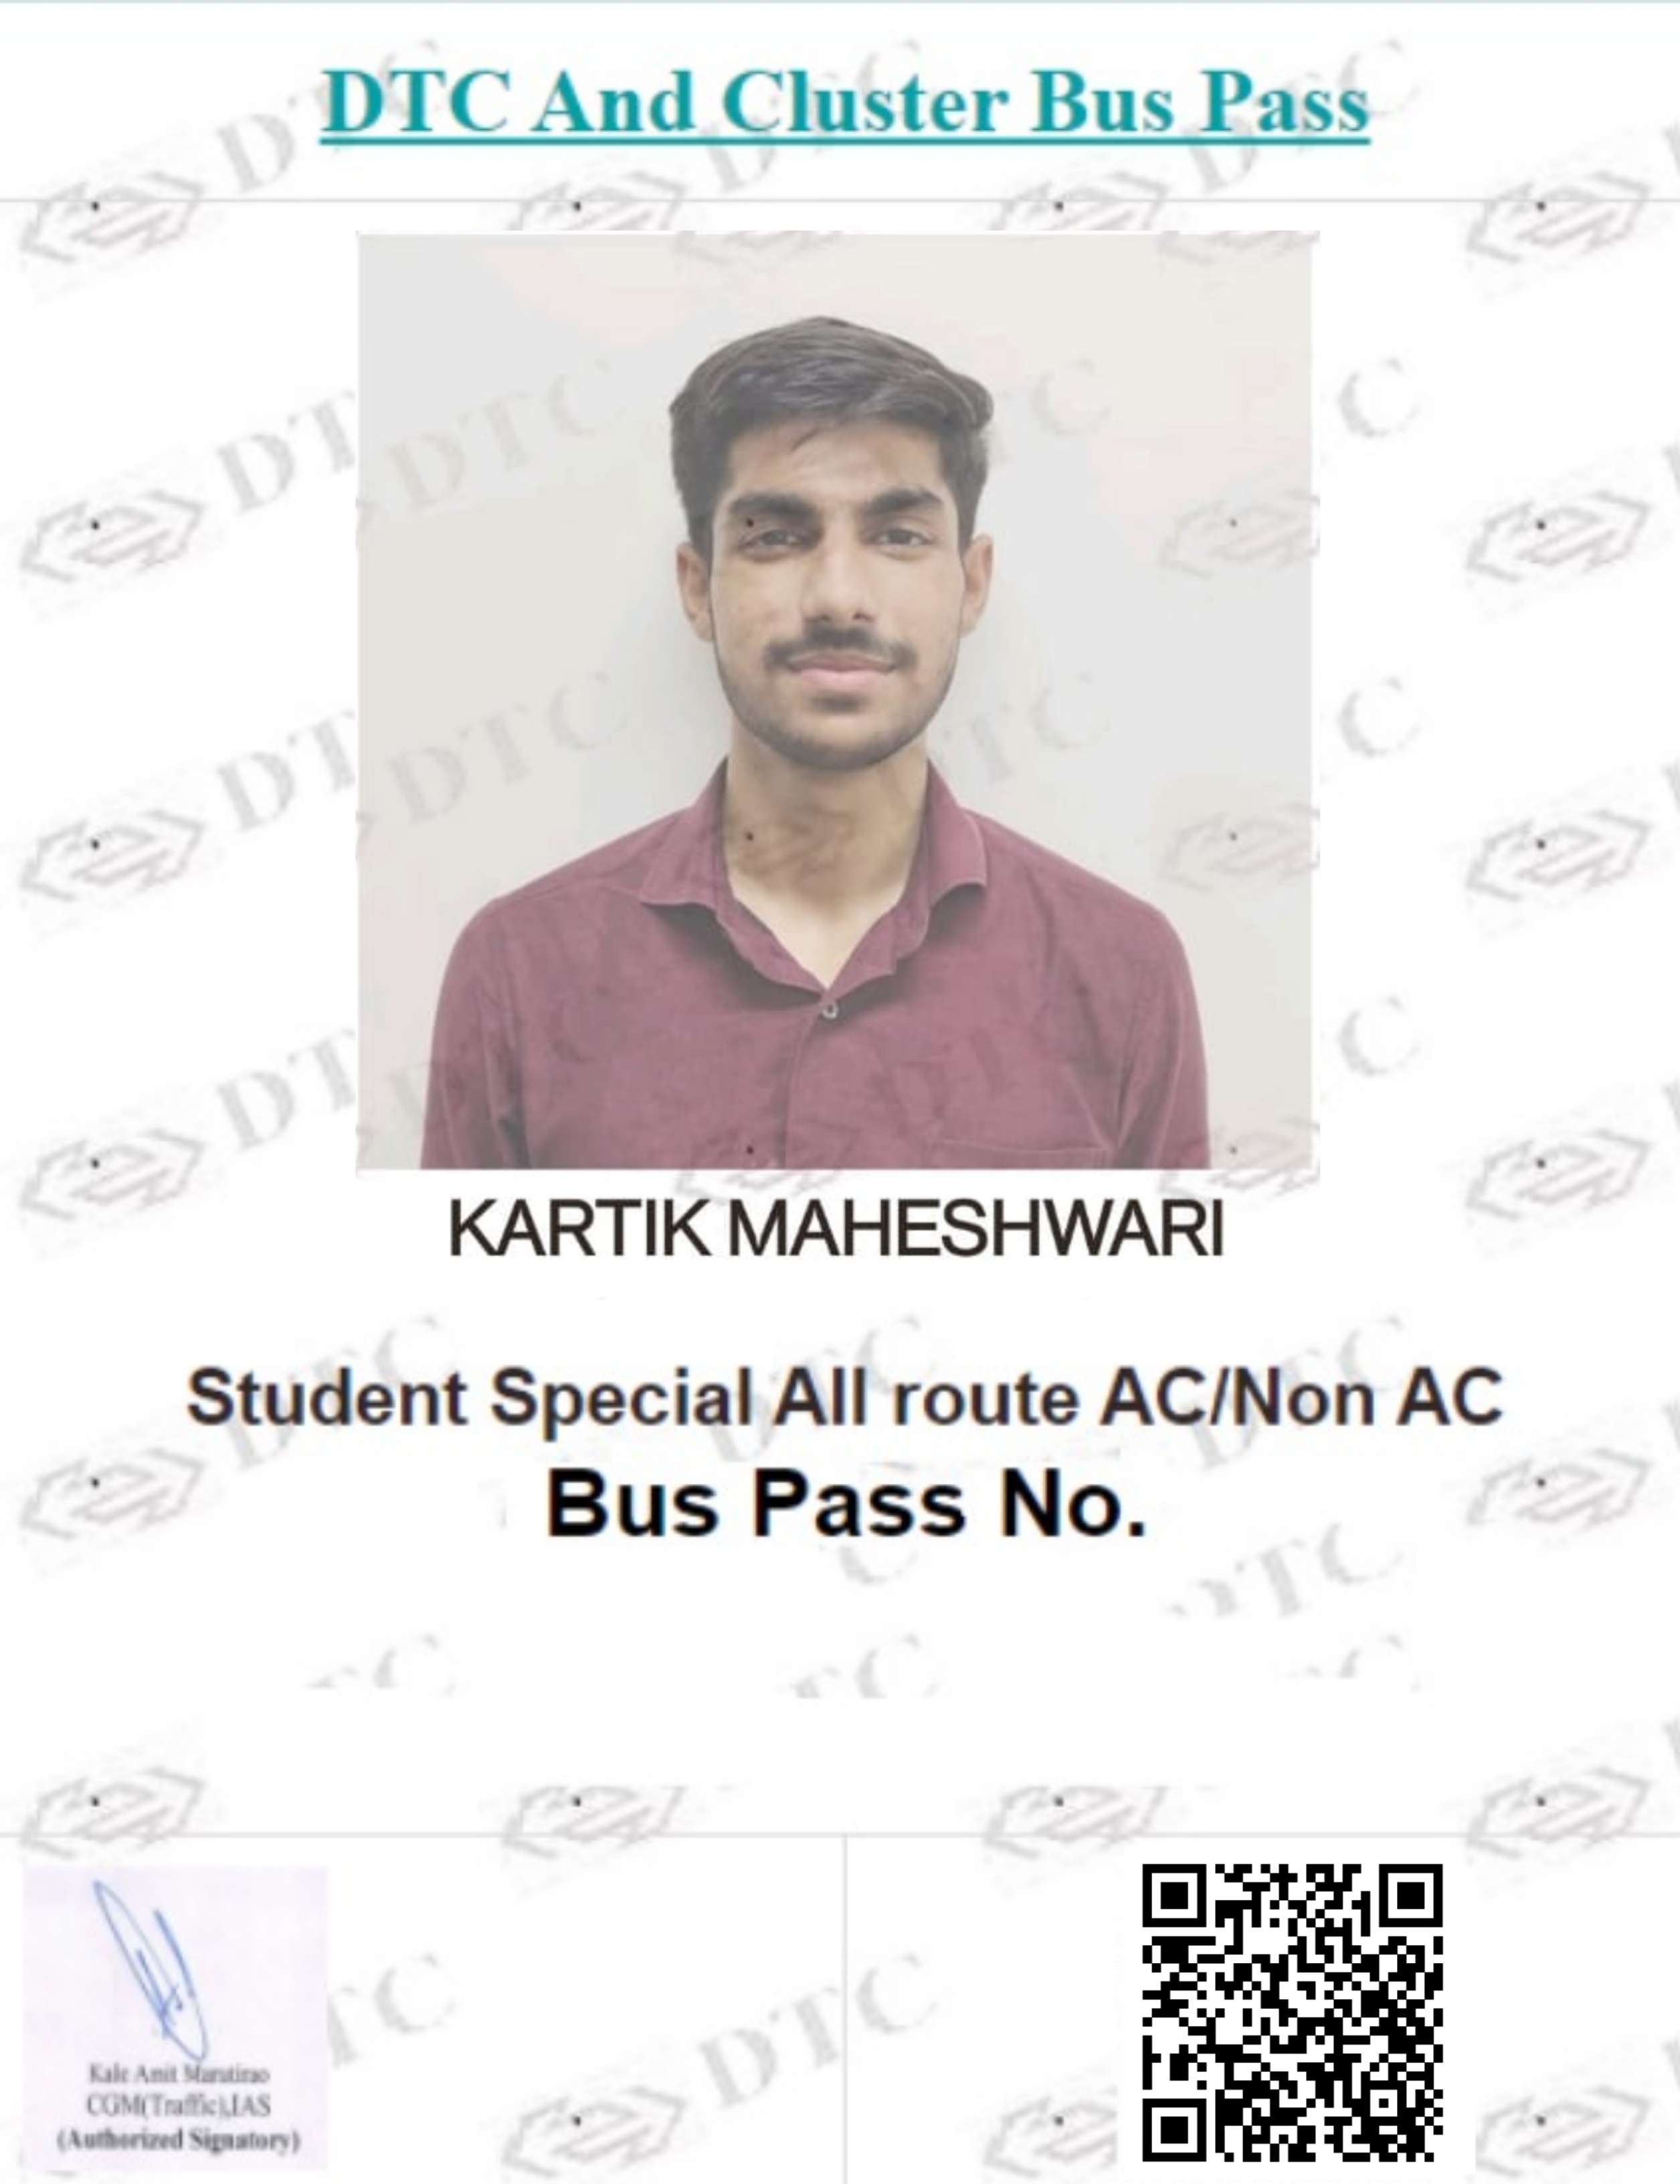 DTC And Cluster Bus Pass
KARTIK MAHESHWARI
Student Special All route AC/Non AC
Bus Pass No.
Kale Amit Marutirao
CGM(Traffic),IAS
(Authorized Signatory)
DTC